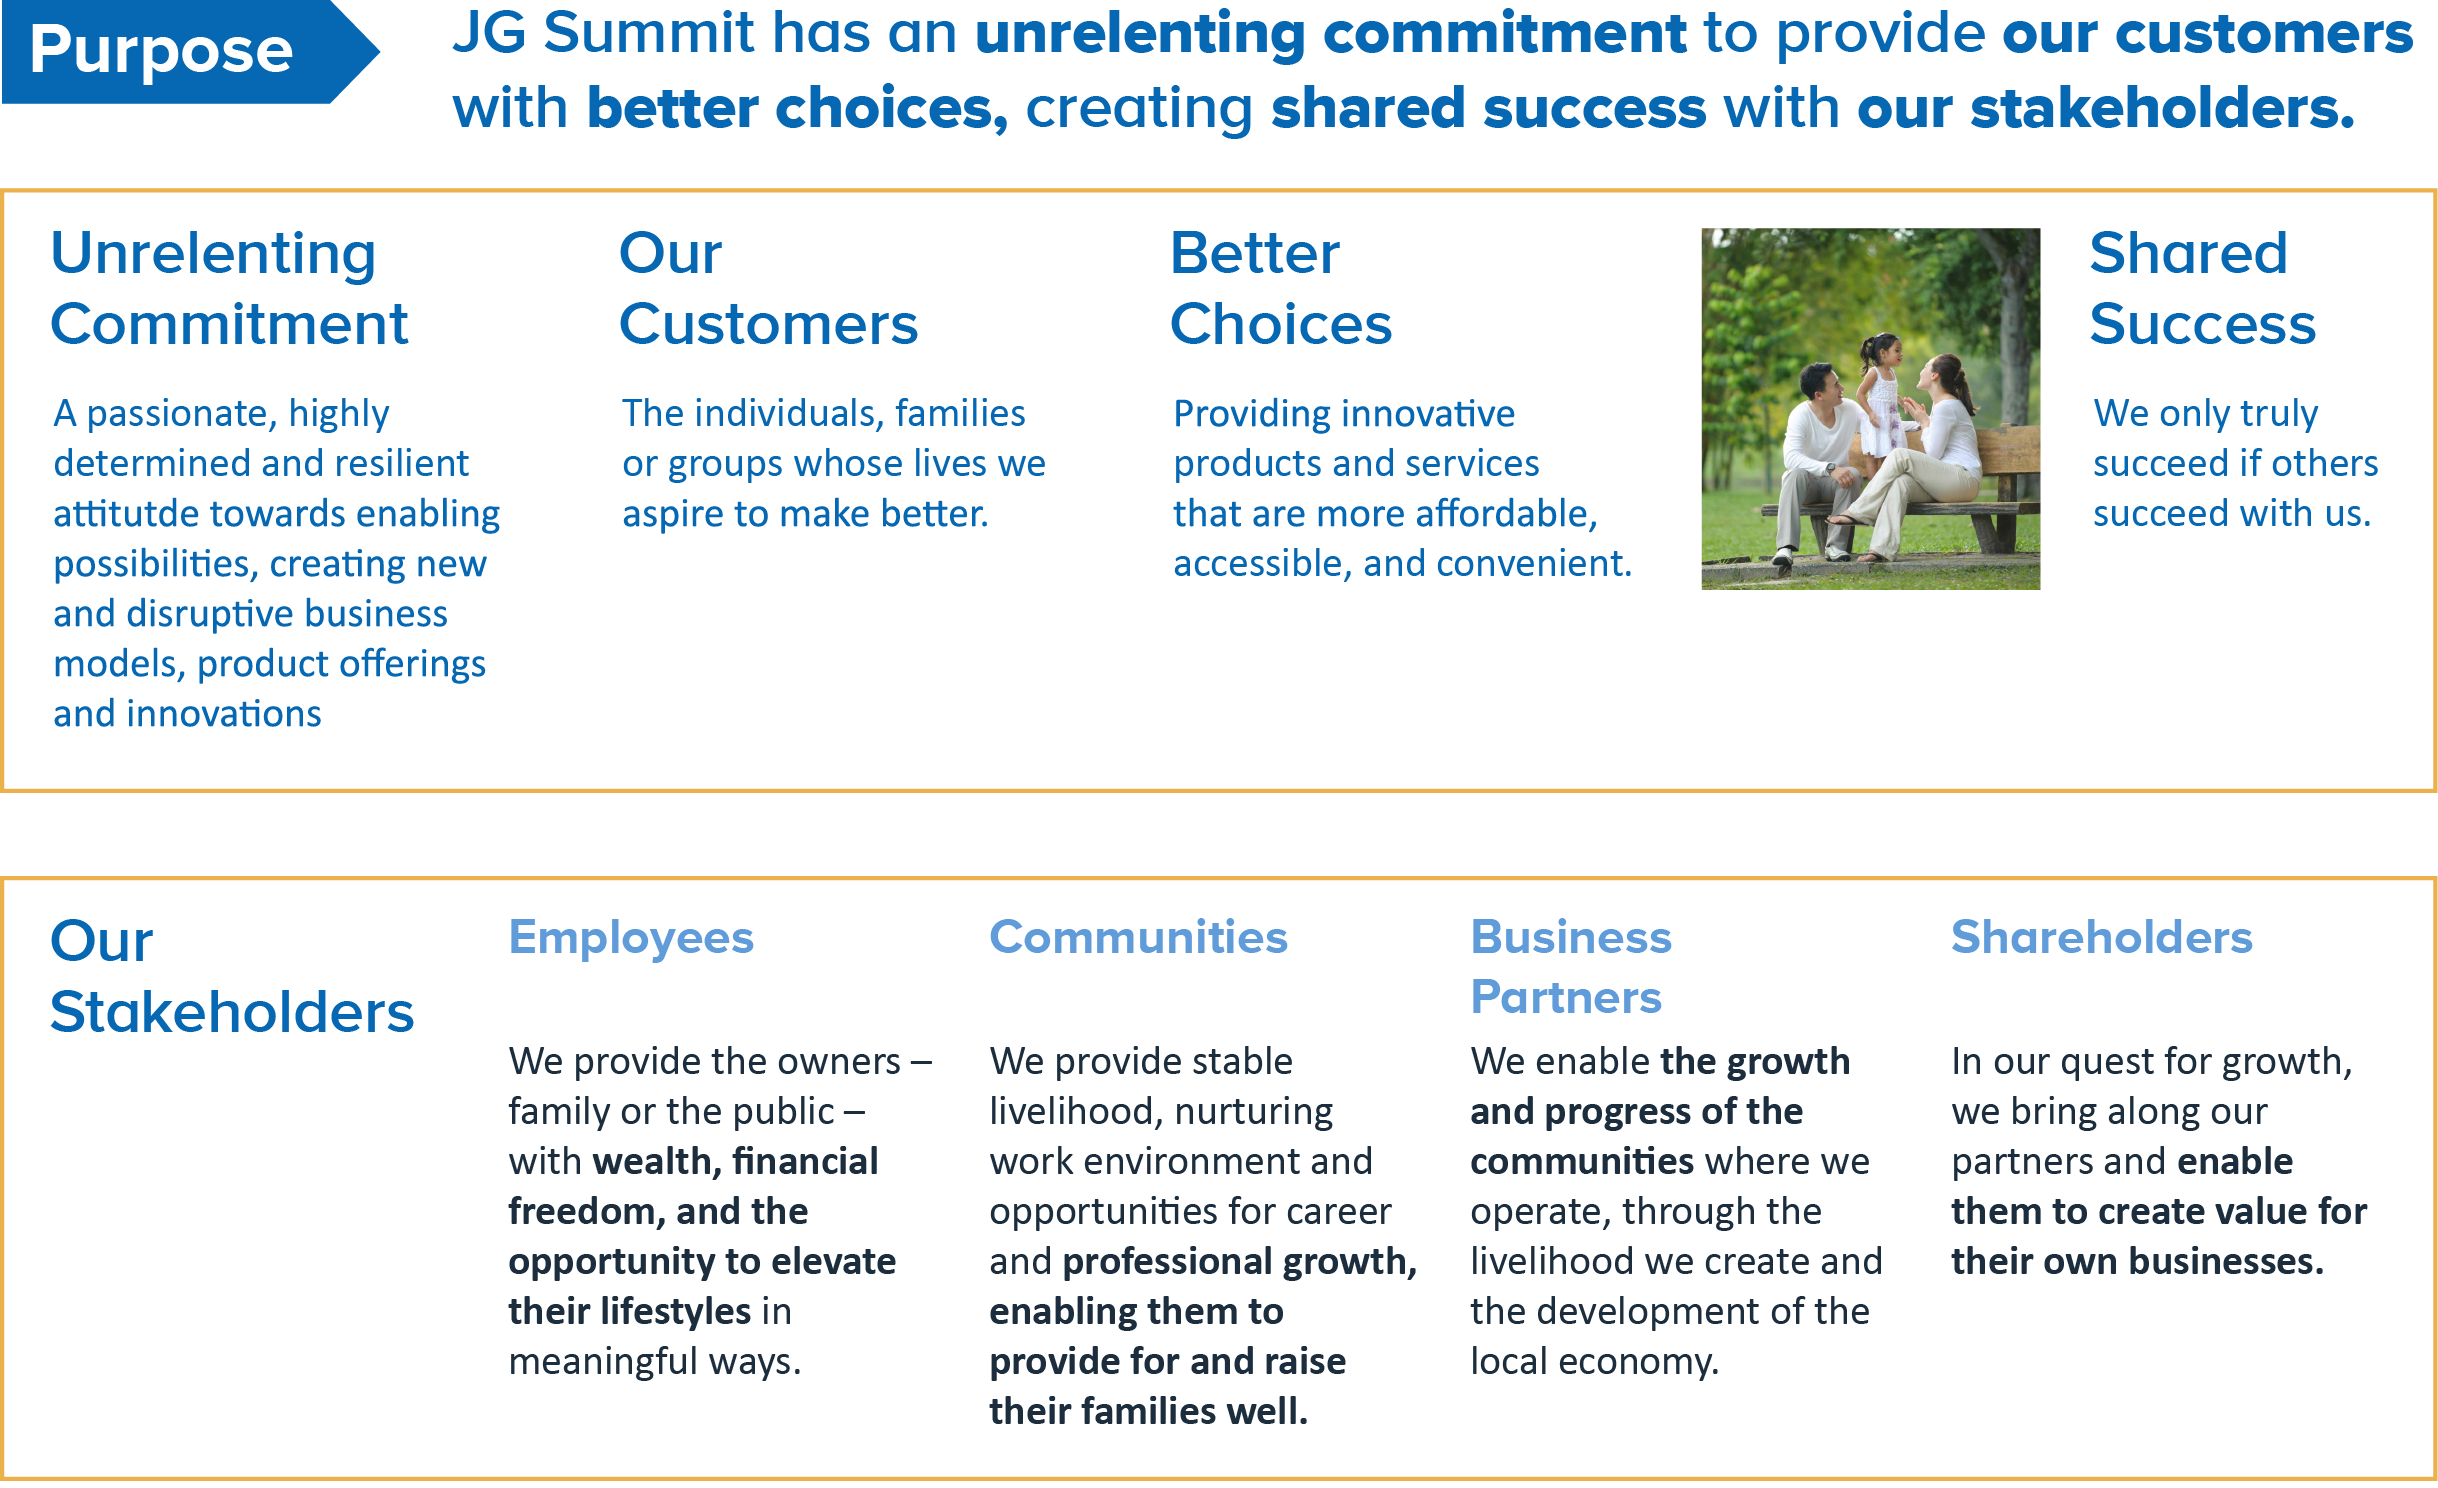 Purpose
JG Summit has an unrelenting commitment to provide our customers
with better choices, creating shared success with our stakeholders.
Unrelenting
Commitment
A passionate, highly
determined and resilient
attitutde towards enabling
possibilities, creating new
and disruptive business
models, product offerings
and innovations
Our
Customers
The individuals, families
or groups whose lives we
aspire to make better.
Better
Choices
Providing innovative
products and services
that are more affordable,
accessible, and convenient.
Shared
Success
We only truly
succeed if others
succeed with us.
Our
Stakeholders
Employees
We provide the owners –
family or the public –
with wealth, financial
freedom, and the
opportunity to elevate
their lifestyles in
meaningful ways.
Communities
We provide stable
livelihood, nurturing
work environment and
opportunities for career
and professional growth,
enabling them to
provide for and raise
their families well.
Business
Partners
We enable the growth
and progress of the
communities where we
operate, through the
livelihood we create and
the development of the
local economy.
Shareholders
In our quest for growth,
we bring along our
partners and enable
them to create value for
their own businesses.